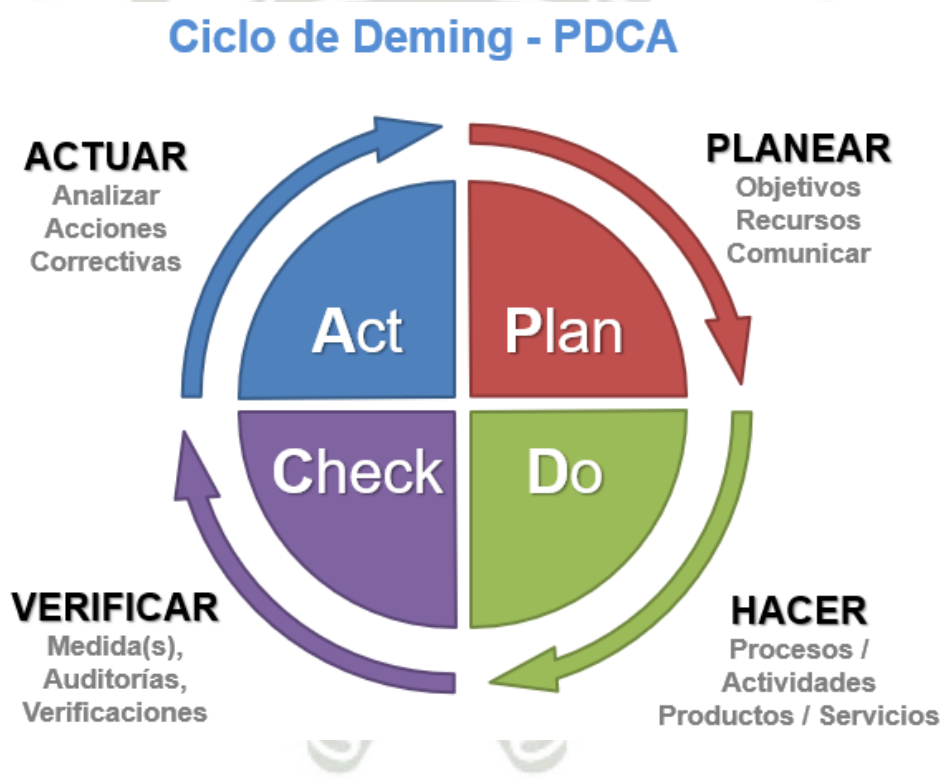 Ciclo de Deming - PDCA
ACTUAR
Analizar
Acciones
Correctivas
PLANEAR
Objetivos
Recursos
Comunicar
Act
Plan
Check
Do
VERIFICAR
Medida(s),
Auditorías,
Verificaciones
HACER
Procesos /
Actividades
Productos / Servicios